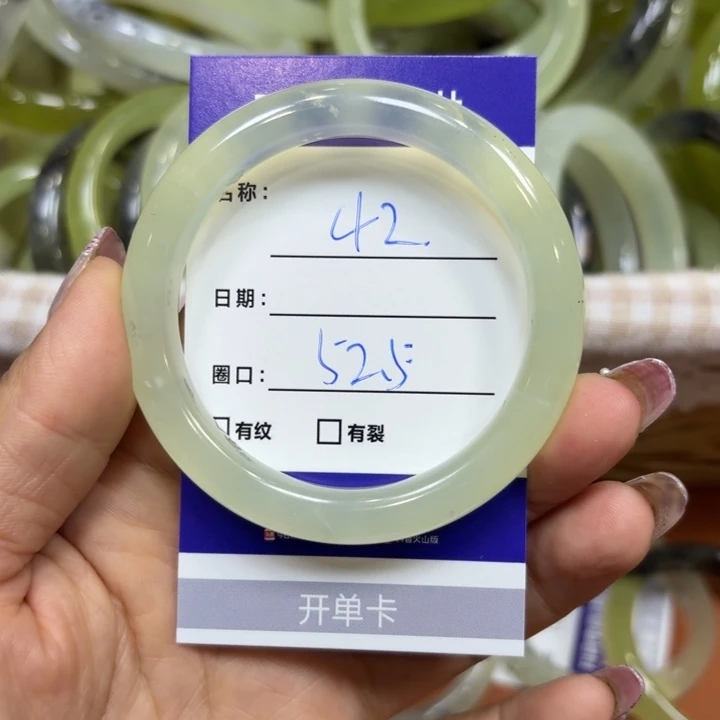 名称: 42.
日期:
圈口: 52.5
有纹 有裂
开单卡